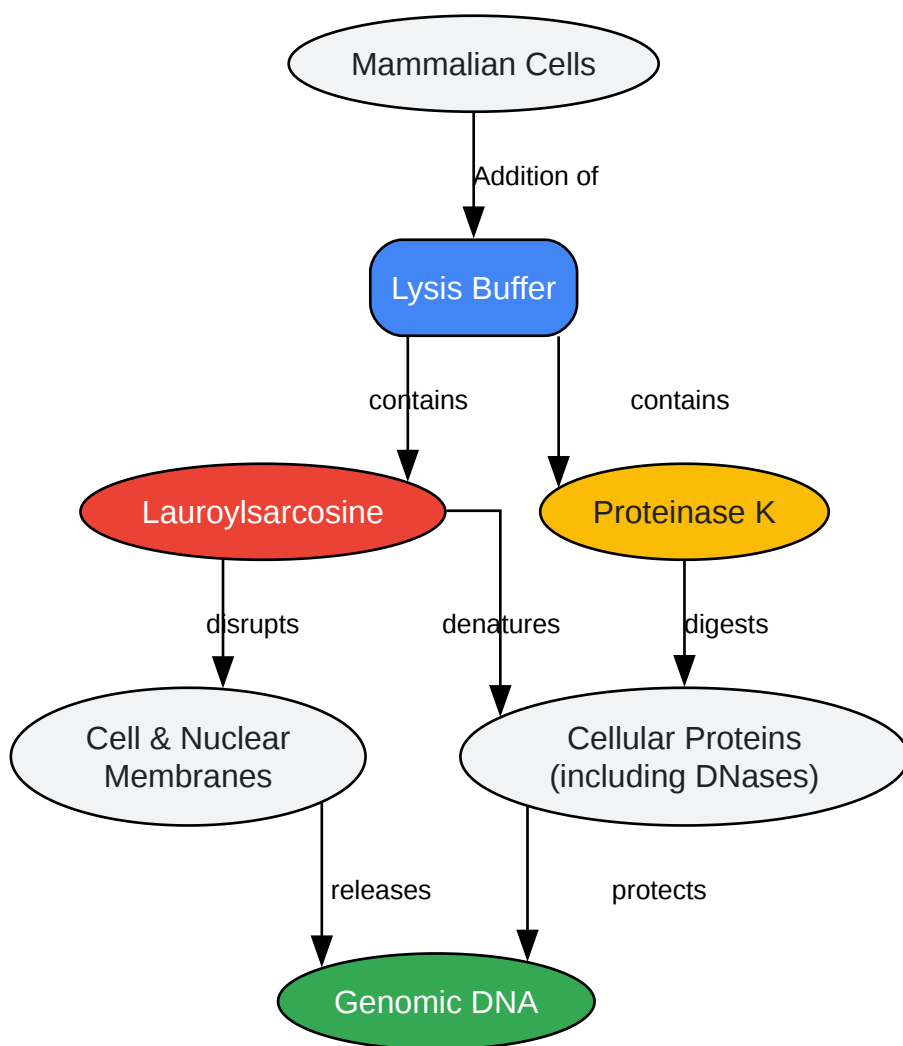 Mammalian Cells
Addition of
Lysis Buffer
contains
contains
Lauroylsarcosine
Proteinase K
disrupts
denatures
digests
Cell & Nuclear
Membranes
Cellular Proteins
(including DNases)
releases
protects
Genomic DNA